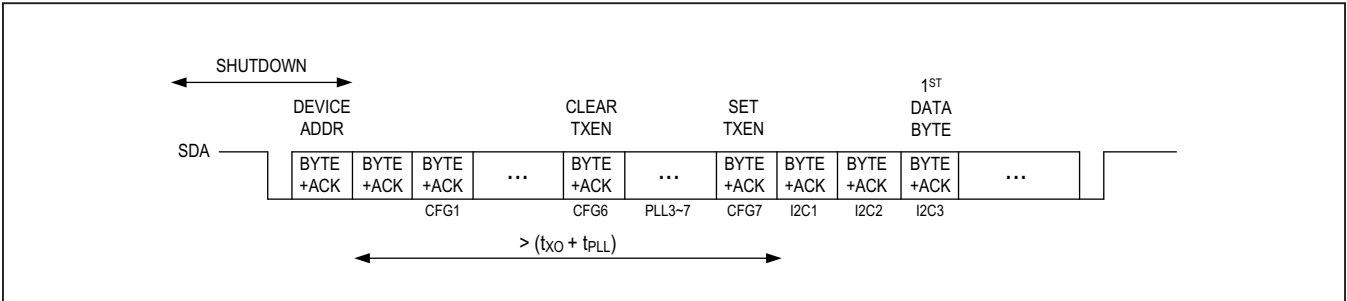 SHUTDOWN
DEVICE
ADDR
CLEAR
TXEN
SET
TXEN
1ST
DATA
BYTE
SDA
BYTE
+ACK
BYTE
+ACK
BYTE
+ACK
...
BYTE
+ACK
...
BYTE
+ACK
BYTE
+ACK
BYTE
+ACK
BYTE
+ACK
...
CFG1
CFG6
PLL3~7
CFG7
I2C1
I2C2
I2C3
> (tXO + tPLL)